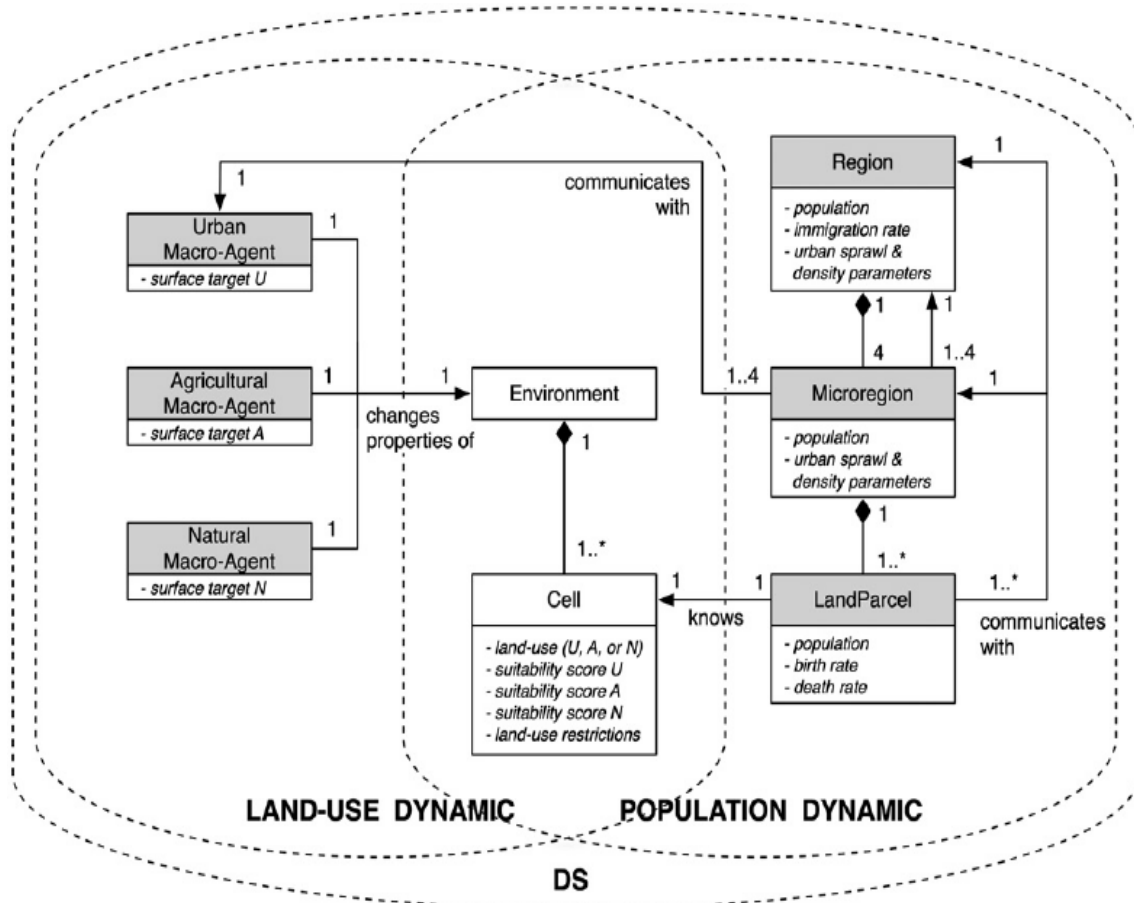 Region
- population
- immigration rate
- urban sprawl &
density parameters
1
1
communicates
with
Urban
Macro-Agent
- surface target U
1
1
4
1
1..4
Agricultural
Macro-Agent
- surface target A
1
1
changes
properties of
Environment
1
1..4
Microregion
- population
- urban sprawl &
density parameters
1
1
Natural
Macro-Agent
- surface target N
1
1..*
1..*
Cell
- land-use (U, A, or N)
- suitability score U
- suitability score A
- suitability score N
- land-use restrictions
1
1
knows
LandParcel
- population
- birth rate
- death rate
1..*
communicates
with
LAND-USE DYNAMIC
POPULATION DYNAMIC
DS